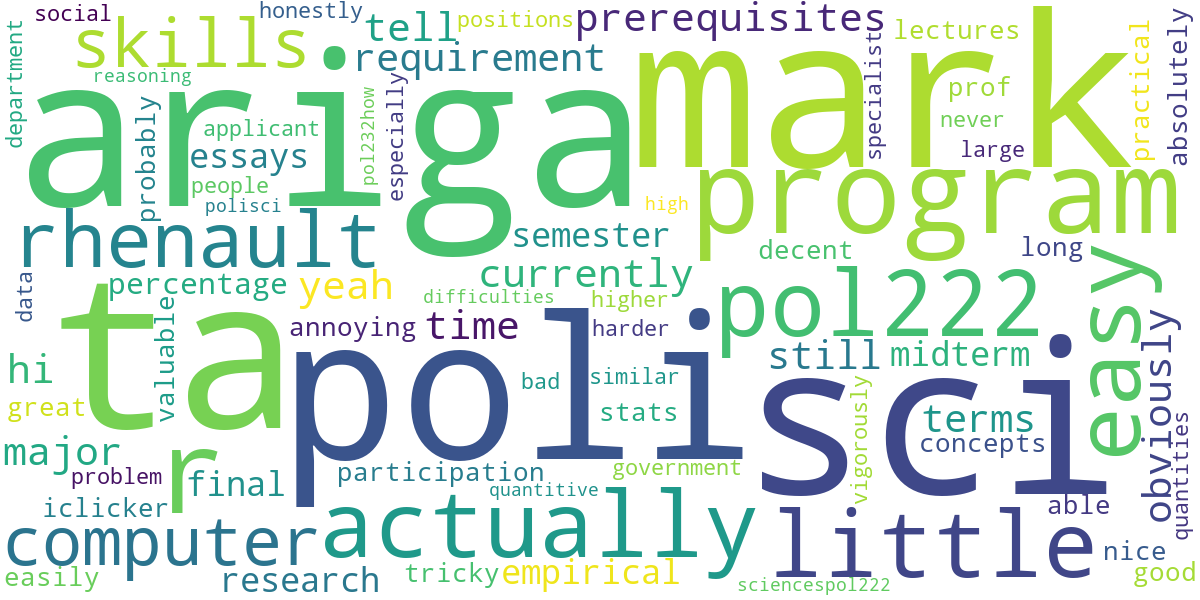 social
honestly
positions
prerequisites
lectures
skills
tell
requirement
reasoning
department
ariga
mark
prof
never
large
specialist
practical
absolutely
applicant
essays
people
polisci
probably
pol232how
especially
high
program
rhenault
semester
decent
long
currently
percentage
yeah
data
difficulties
higher
pol222
easy
obviously
annoying
time
harder
still
midterm
hi
valuable
ta
poli
sci
bad
similar
stats
great
terms
concepts
major
r
problem
final
participation
government
vigorously
quantities
iclicker
quantitive
able
computer
actually
little
nice
easily
research
tricky
empirical
sciencespol222
good